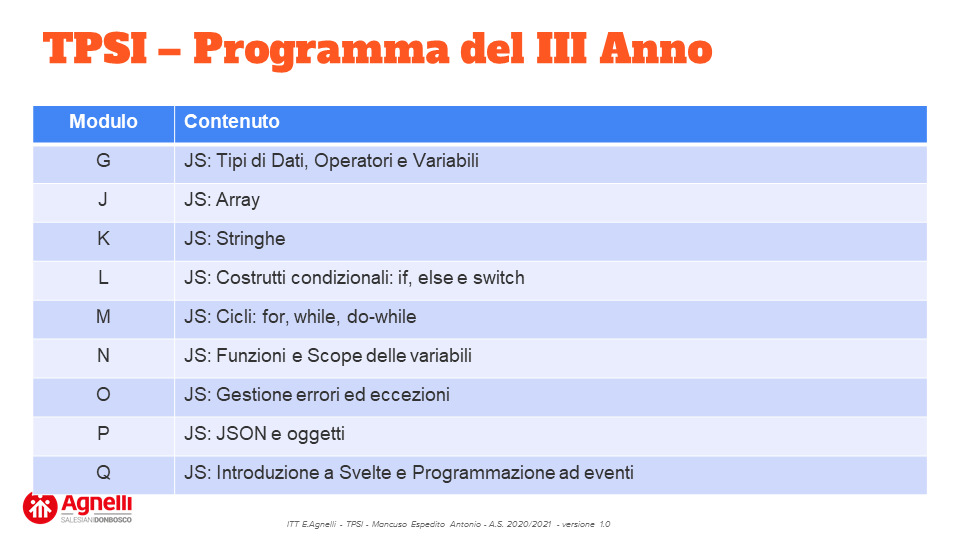 TPSI – Programma del III Anno
Modulo Contenuto
G JS: Tipi di Dati, Operatori e Variabili
J JS: Array
K JS: Stringhe
L JS: Costrutti condizionali: if, else e switch
M JS: Cicli: for, while, do-while
N JS: Funzioni e Scope delle variabili
O JS: Gestione errori ed eccezioni
P JS: JSON e oggetti
Q JS: Introduzione a Svelte e Programmazione ad eventi
Agnelli
SALESIANIDONBOSCO
ITT E.Agnelli - TPSI - Mancuso Espedito Antonio - A.S. 2020/2021 - versione 1.0